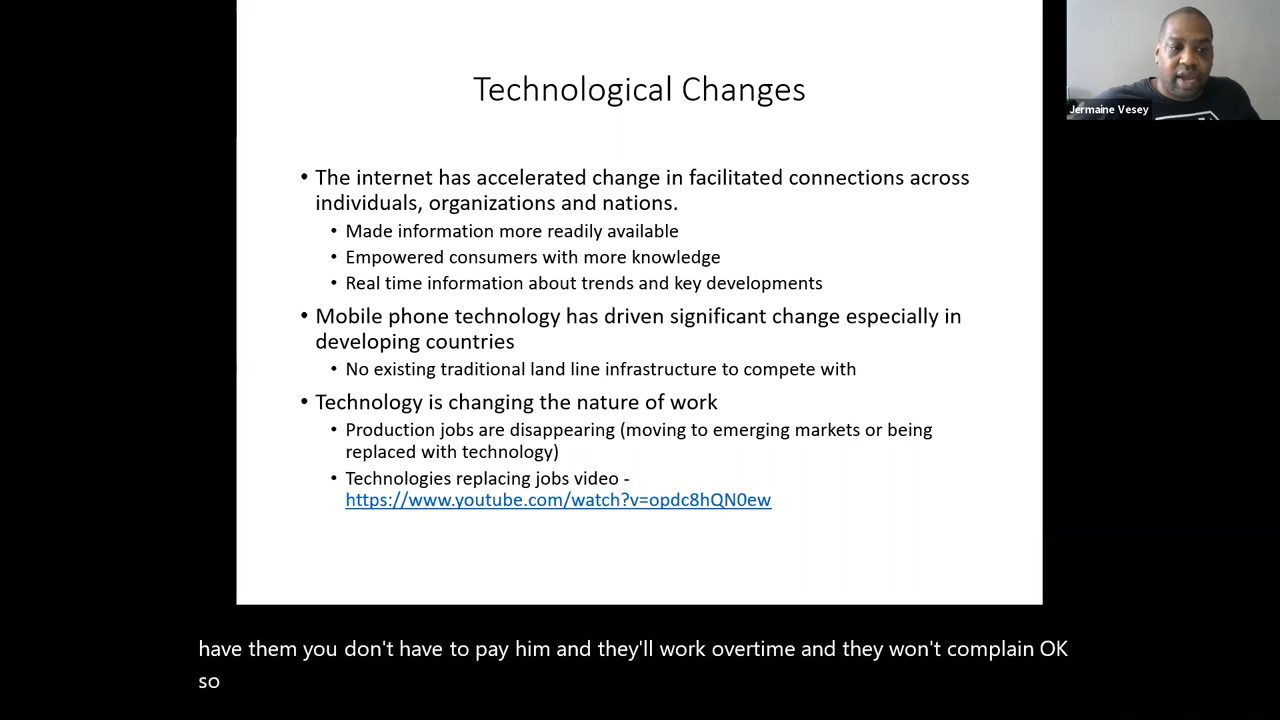 Technological Changes
Jermaine Vesey
• The internet has accelerated change in facilitated connections across
individuals, organizations and nations.
• Made information more readily available
• Empowered consumers with more knowledge
• Real time information about trends and key developments
• Mobile phone technology has driven significant change especially in
developing countries
• No existing traditional land line infrastructure to compete with
• Technology is changing the nature of work
• Production jobs are disappearing (moving to emerging markets or being
replaced with technology)
• Technologies replacing jobs video -
https://www.youtube.com/watch?v=opdc8hQN0ew
have them you don't have to pay him and they'll work overtime and they won't complain OK
so